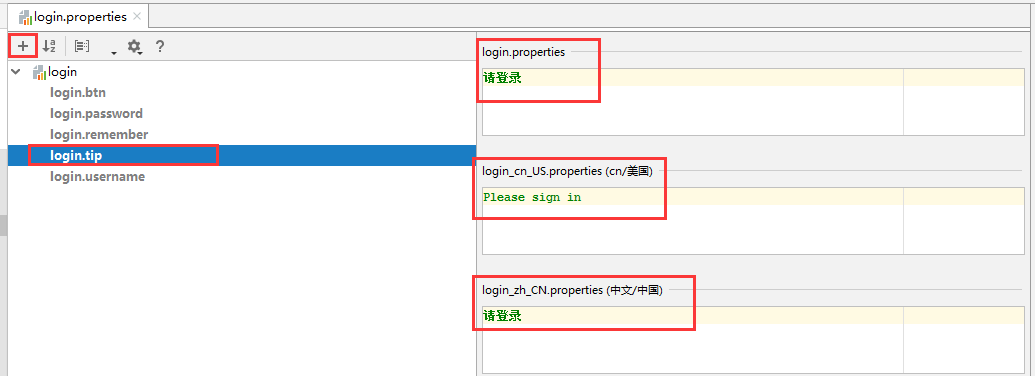 login.properties
login
login.btn
login.password
login.remember
login.tip
login.username
login.properties
请登录
login_cn_US.properties (cn/美国)
Please sign in
login_zh_CN.properties (中文/中国)
请登录